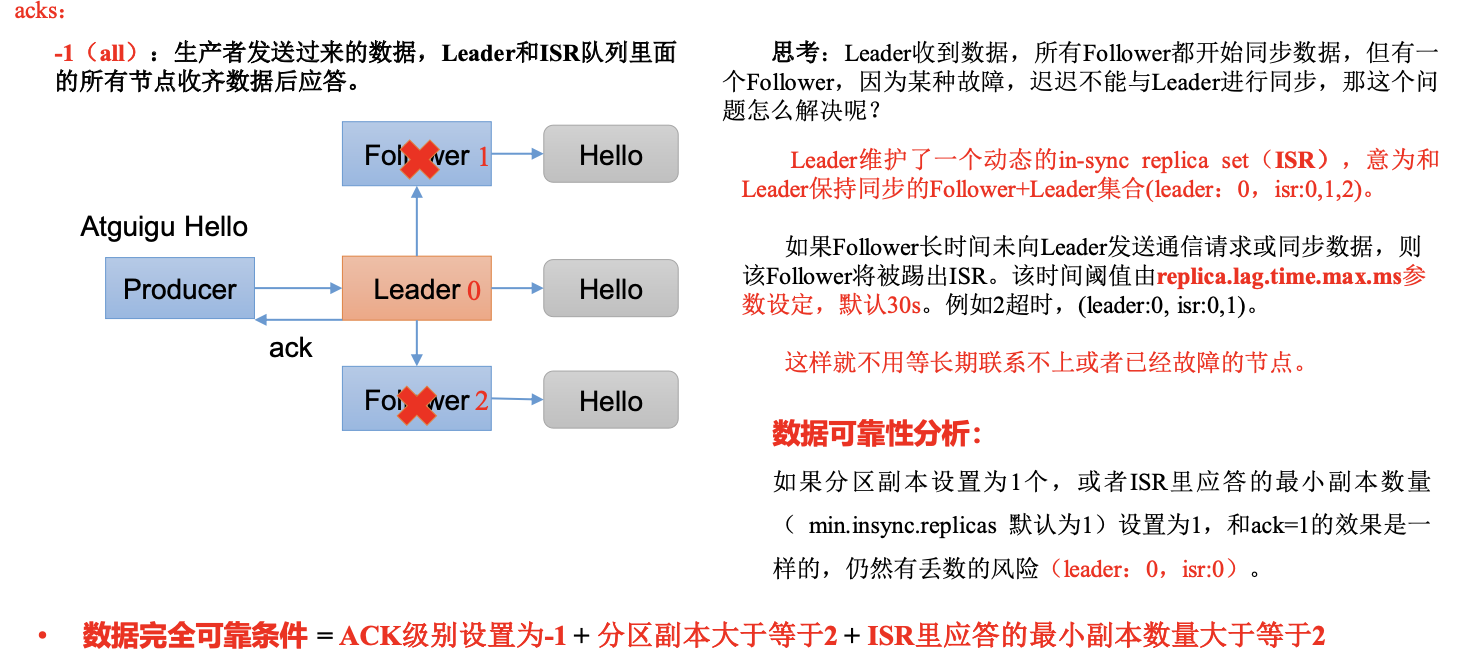 acks：
-1（all）：生产者发送过来的数据，Leader和ISR队列里面
的所有节点收齐数据后应答。
Follower 1
Hello
Atguigu Hello
Producer
Leader 0
Hello
ack
Follower 2
Hello
思考：Leader收到数据，所有Follower都开始同步数据，但有一
个Follower，因为某种故障，迟迟不能与Leader进行同步，那这个问
题怎么解决呢？
Leader维护了一个动态的in-sync replica set（ISR），意为和
Leader保持同步的Follower+Leader集合(leader：0，isr:0,1,2)。
如果Follower长时间未向Leader发送通信请求或同步数据，则
该Follower将被踢出ISR。该时间阈值由replica.lag.time.max.ms参
数设定，默认30s。例如2超时，(leader:0, isr:0,1)。
这样就不用等长期联系不上或者已经故障的节点。
数据可靠性分析：
如果分区副本设置为1个，或者ISR里应答的最小副本数量
（ min.insync.replicas 默认为1）设置为1，和ack=1的效果是一
样的，仍然有丢数的风险（leader：0，isr:0）。
• 数据完全可靠条件 = ACK级别设置为-1 + 分区副本大于等于2 + ISR里应答的最小副本数量大于等于2